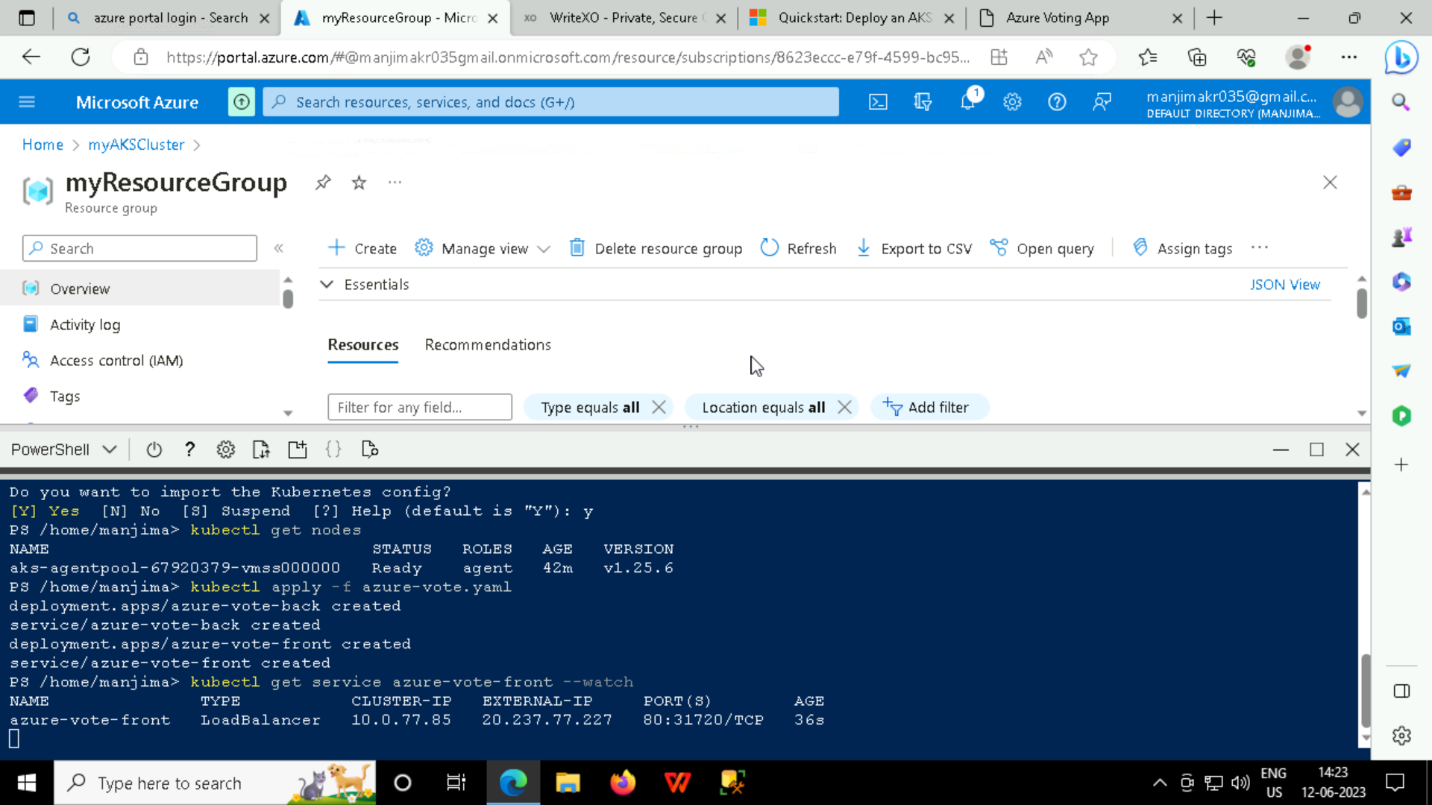 azure portal login - Search
myResourceGroup - Micro
XO WriteXO - Private, Secure
Quickstart: Deploy an AKS
Azure Voting App
https://portal.azure.com/#@manjimakr035gmail.onmicrosoft.com/resource/subscriptions/8623eccc-e79f-4599-bc95...
Microsoft Azure
Search resources, services, and docs (G+/)
1
manjimakr035@gmail.c...
DEFAULT DIRECTORY (MANJIMA...
Home > myAKSCluster >
myResourceGroup
Resource group
Search
Create
Manage view
Delete resource group
Refresh
Export to CSV
Open query
Assign tags
Overview
Activity log
Access control (IAM)
Tags
Essentials
JSON View
Resources
Recommendations
Filter for any field...
Type equals all
Location equals all
Add filter
PowerShell
Do you want to import the Kubernetes config?
[Y] Yes [N] No [S] Suspend [?] Help (default is "Y"): y
PS /home/manjima> kubectl get nodes
NAME STATUS ROLES AGE VERSION
aks-agentpool-67920379-vmss000000 Ready agent 42m v1.25.6
PS /home/manjima> kubectl apply -f azure-vote.yaml
deployment.apps/azure-vote-back created
service/azure-vote-back created
deployment.apps/azure-vote-front created
service/azure-vote-front created
PS /home/manjima> kubectl get service azure-vote-front --watch
NAME TYPE CLUSTER-IP EXTERNAL-IP PORT(S) AGE
azure-vote-front LoadBalancer 10.0.77.85 20.237.77.227 80:31720/TCP 36s
Type here to search
ENG
US
14:23
12-06-2023